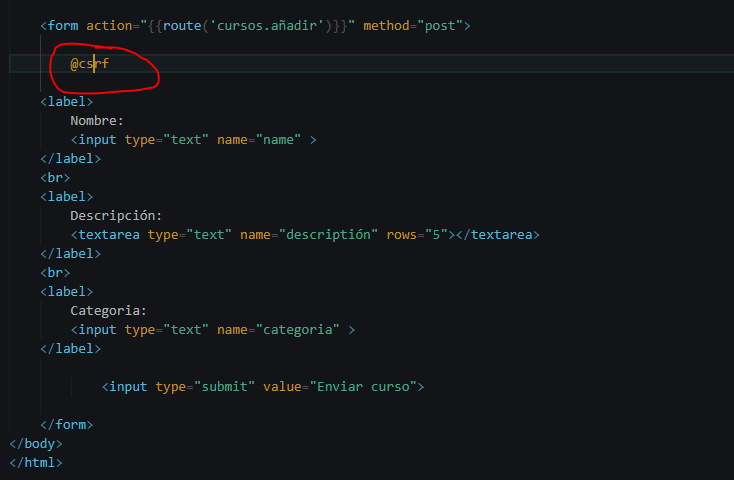 <form action="{{route('cursos.añadir')}}" method="post">
@csrf
<label>
Nombre:
<input type="text" name="name" >
</label>
<br>
<label>
Descripción:
<textarea type="text" name="descriptión" rows="5"></textarea>
</label>
<br>
<label>
Categoria:
<input type="text" name="categoria" >
</label>
<input type="submit" value="Enviar curso">
</form>
</body>
</html>